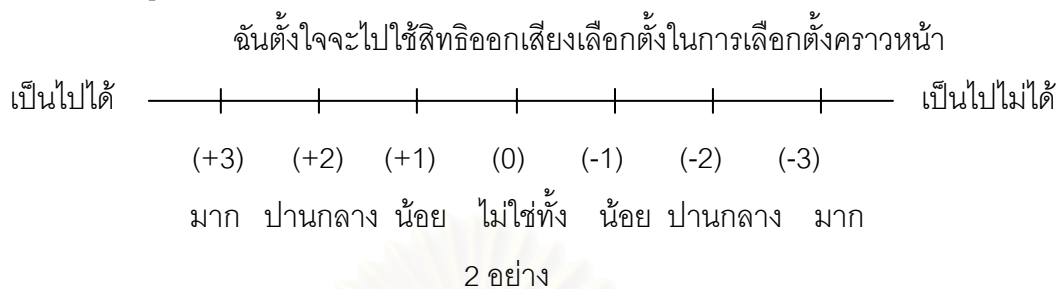 ฉันตั้งใจจะไปใช้สิทธิออกเสียงเลือกตั้งในการเลือกตั้งคราวหน้า
เป็นไปได้ เป็นไปไม่ได้
(+3) (+2) (+1) (0) (-1) (-2) (-3)
มาก ปานกลาง น้อย ไม่ใช่ทั้ง น้อย ปานกลาง มาก
2 อย่าง